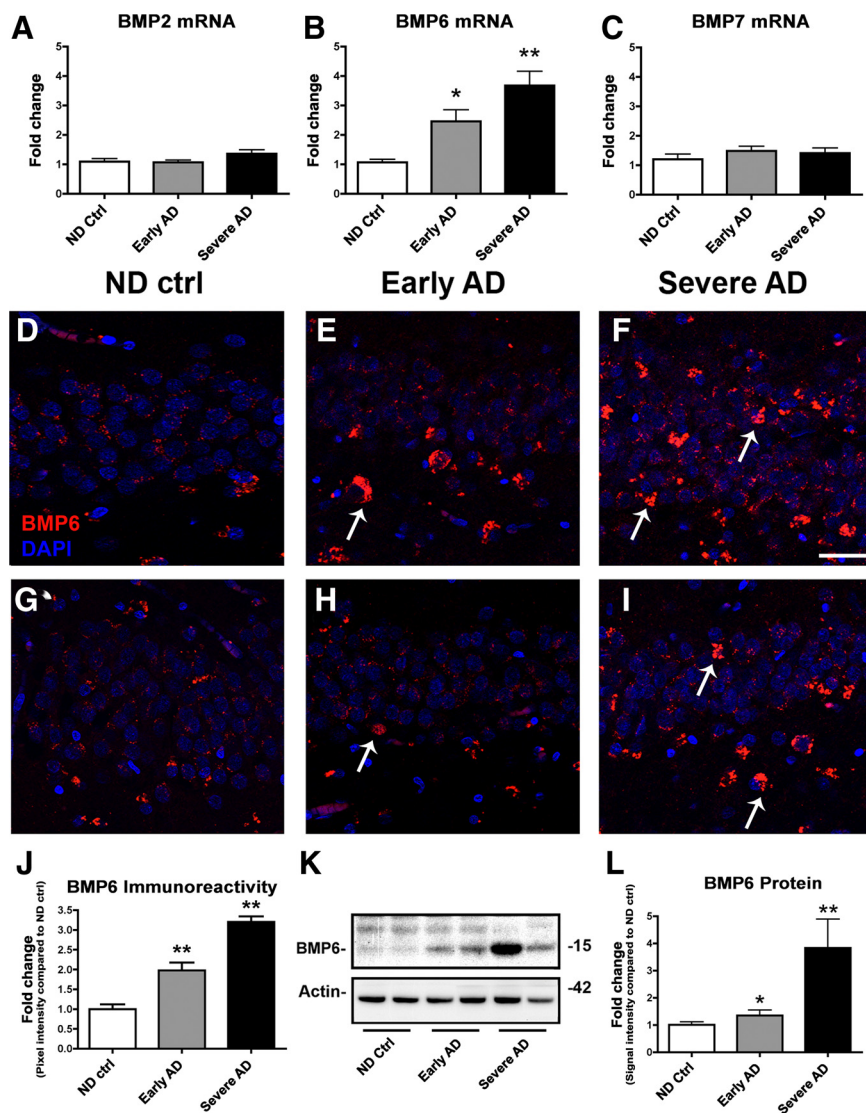 A
BMP2 mRNA
Fold change
5
4
3
2
1
0
ND Ctrl
Early AD
Severe AD
B
BMP6 mRNA
Fold change
5
4
3
2
1
0
*
**
ND Ctrl
Early AD
Severe AD
C
BMP7 mRNA
Fold change
5
4
3
2
1
0
ND Ctrl
Early AD
Severe AD
ND ctrl
Early AD
Severe AD
D
BMP6
DAPI
E
F
G
H
I
J
BMP6 Immunoreactivity
Fold change
(Pixel intensity compared to ND ctrl)
3.5
3.0
2.5
2.0
1.5
1.0
0.5
0.0
**
**
ND ctrl
Early AD
Severe AD
K
BMP6-
-15
Actin-
-42
ND Ctrl
Early AD
Severe AD
L
BMP6 Protein
Fold change
(Signal intensity compared to ND ctrl)
5
4
2
1
0
*
**
ND Ctrl
Early AD
Severe AD